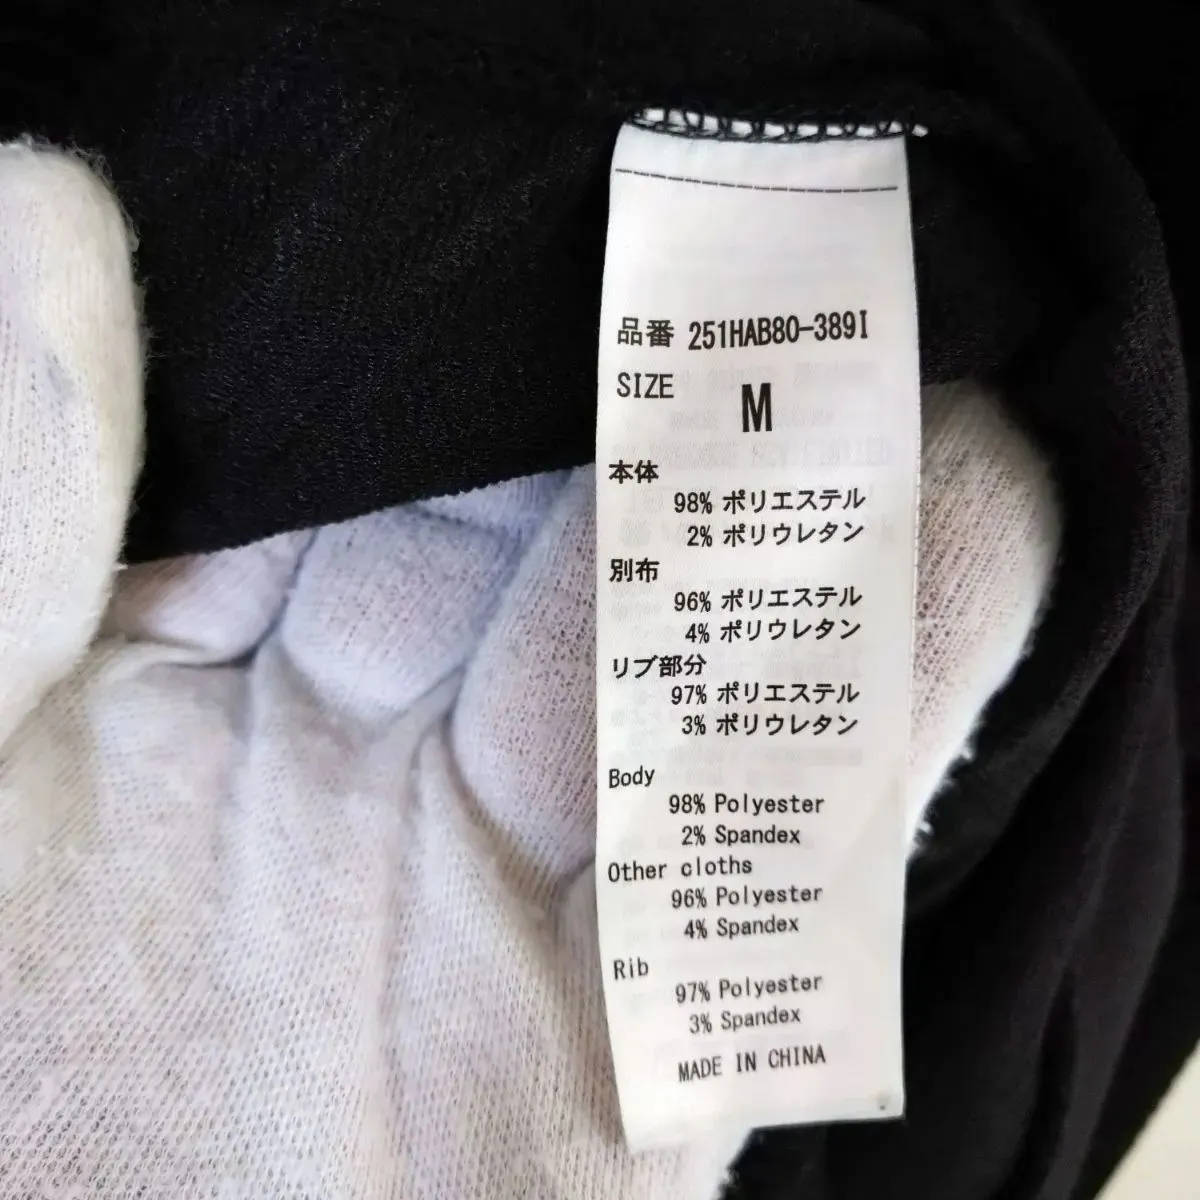 品番 251HAB80-389I
SIZE M
本体
98% ポリエステル
2% ポリウレタン
別布
96% ポリエステル
4% ポリウレタン
リブ部分
97% ポリエステル
3% ポリウレタン
Body
98% Polyester
2% Spandex
Other cloths
96% Polyester
4% Spandex
Rib
97% Polyester
3% Spandex
MADE IN CHINA